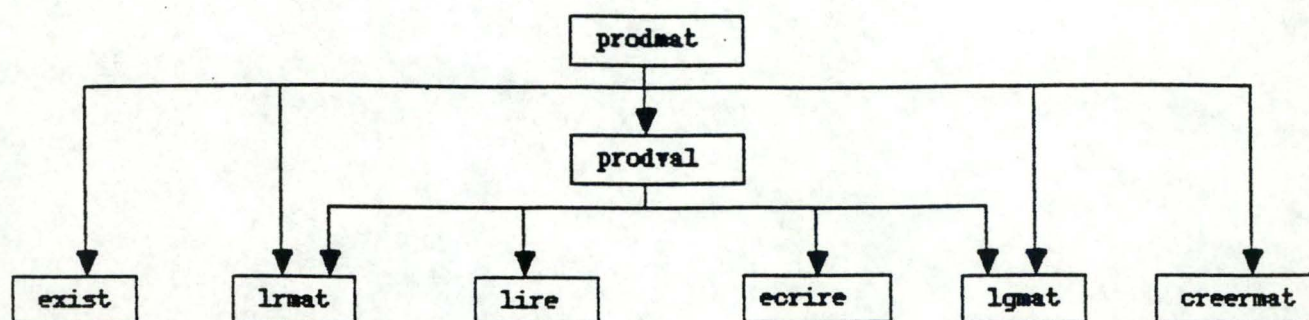 prodmat
prodval
exist
lrmat
lire
ecrire
lgmat
creermat